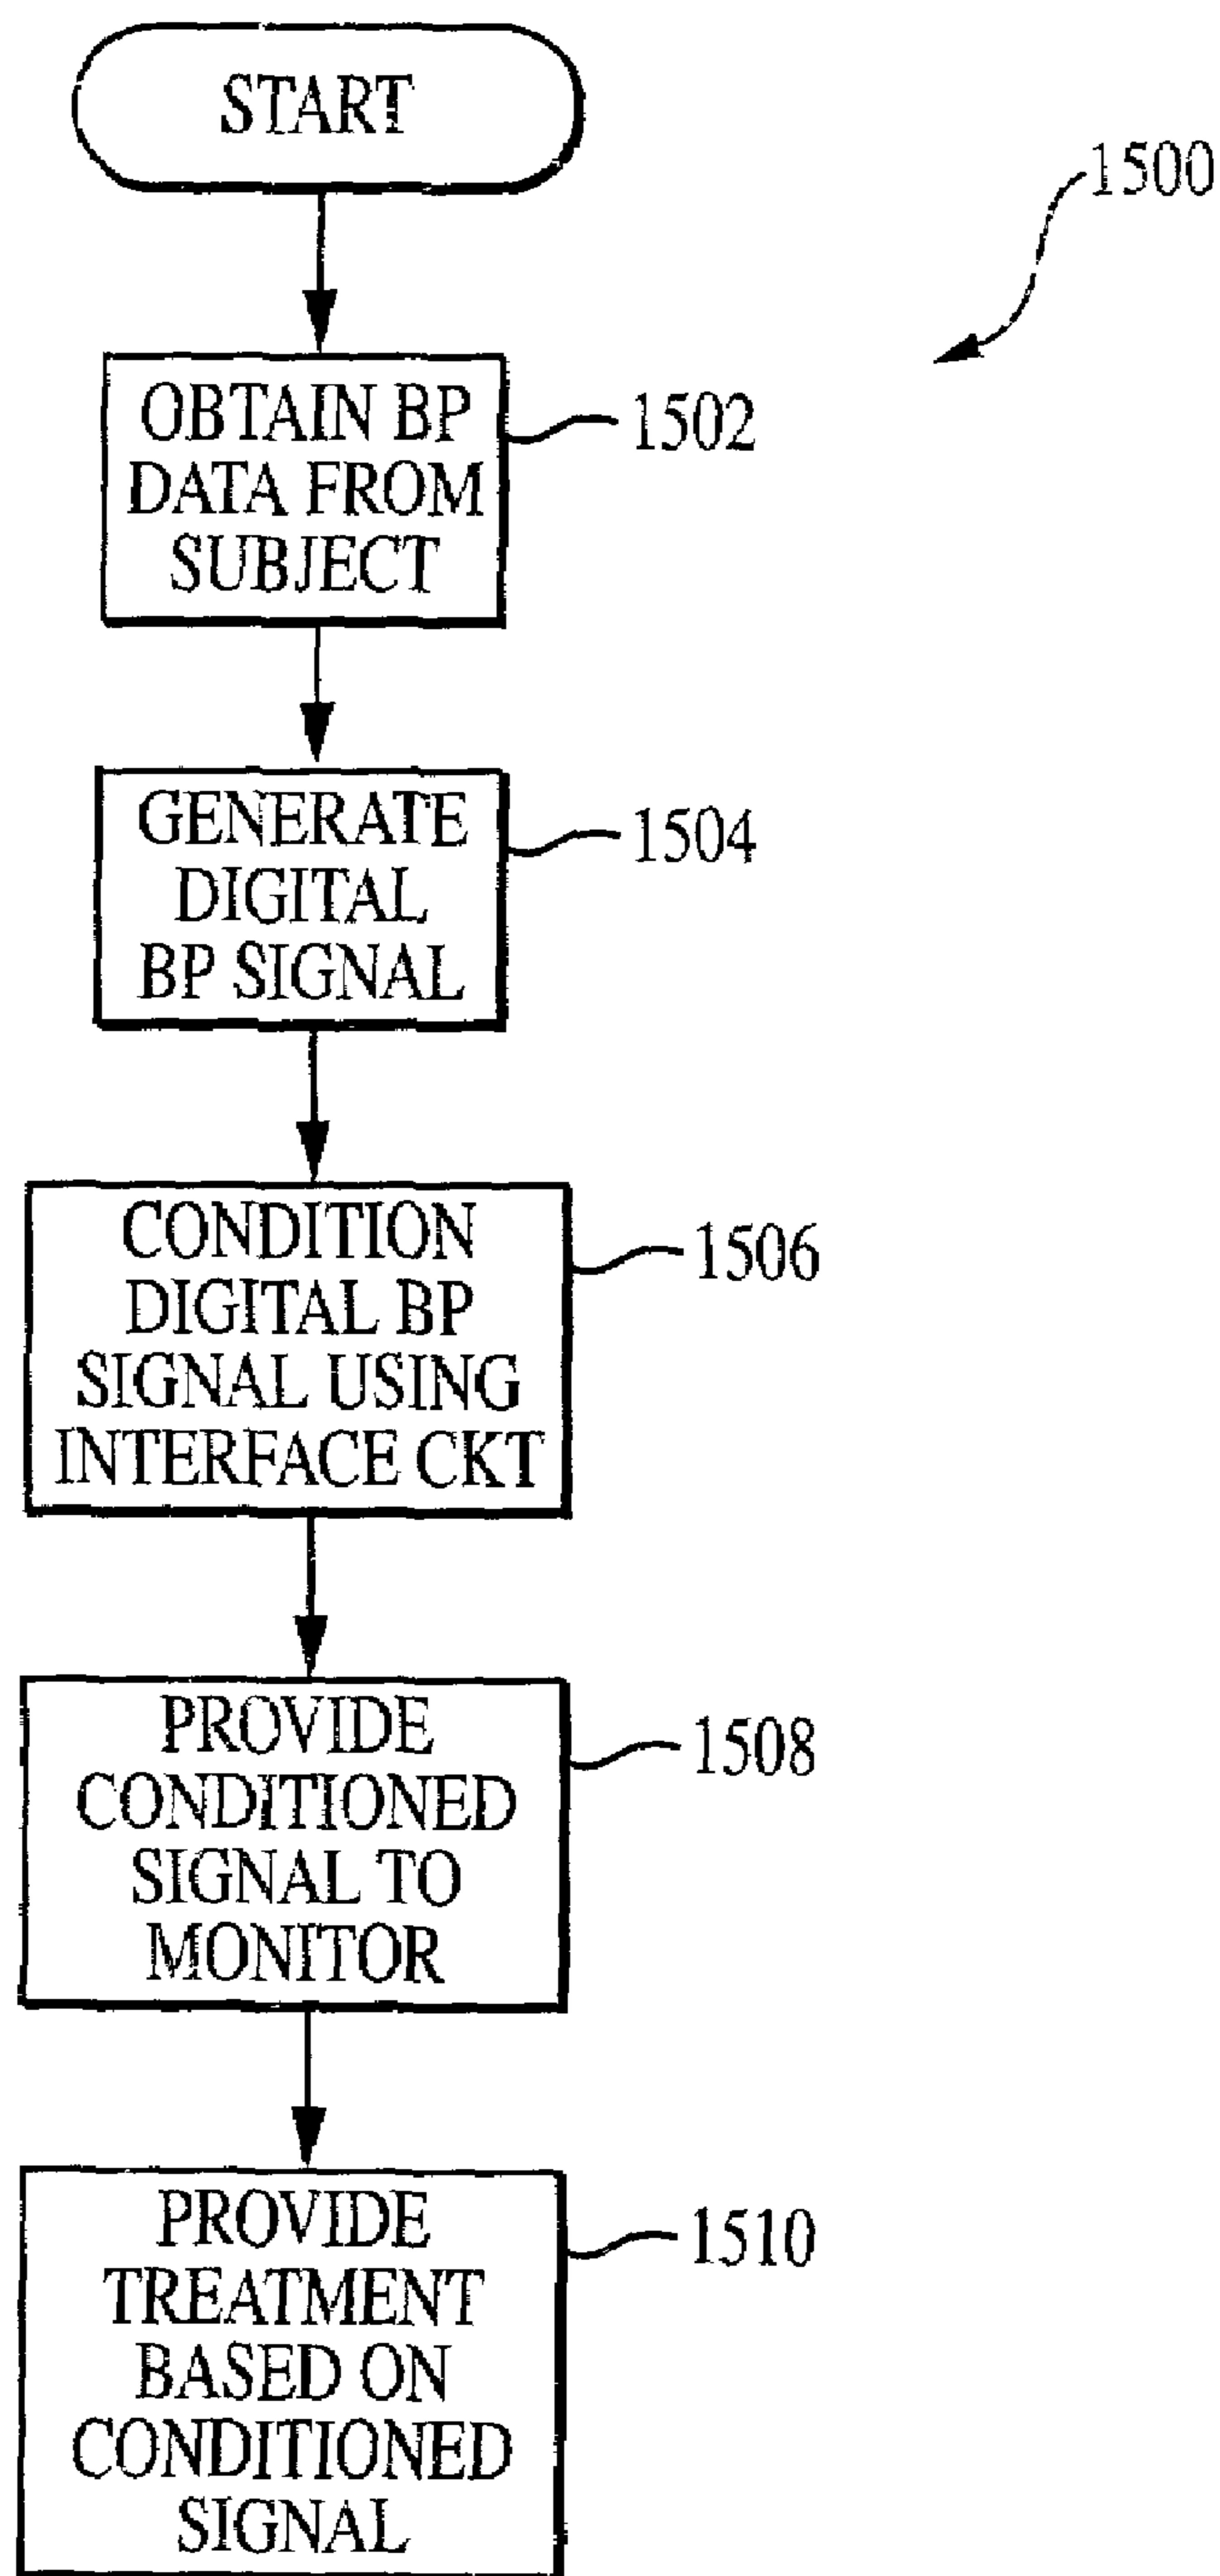 START
1500
OBTAIN BP
DATA FROM
SUBJECT
1502
GENERATE
DIGITAL
BP SIGNAL
1504
CONDITION
DIGITAL BP
SIGNAL USING
INTERFACE CKT
1506
PROVIDE
CONDITIONED
SIGNAL TO
MONITOR
1508
PROVIDE
TREATMENT
BASED ON
CONDITIONED
SIGNAL
1510